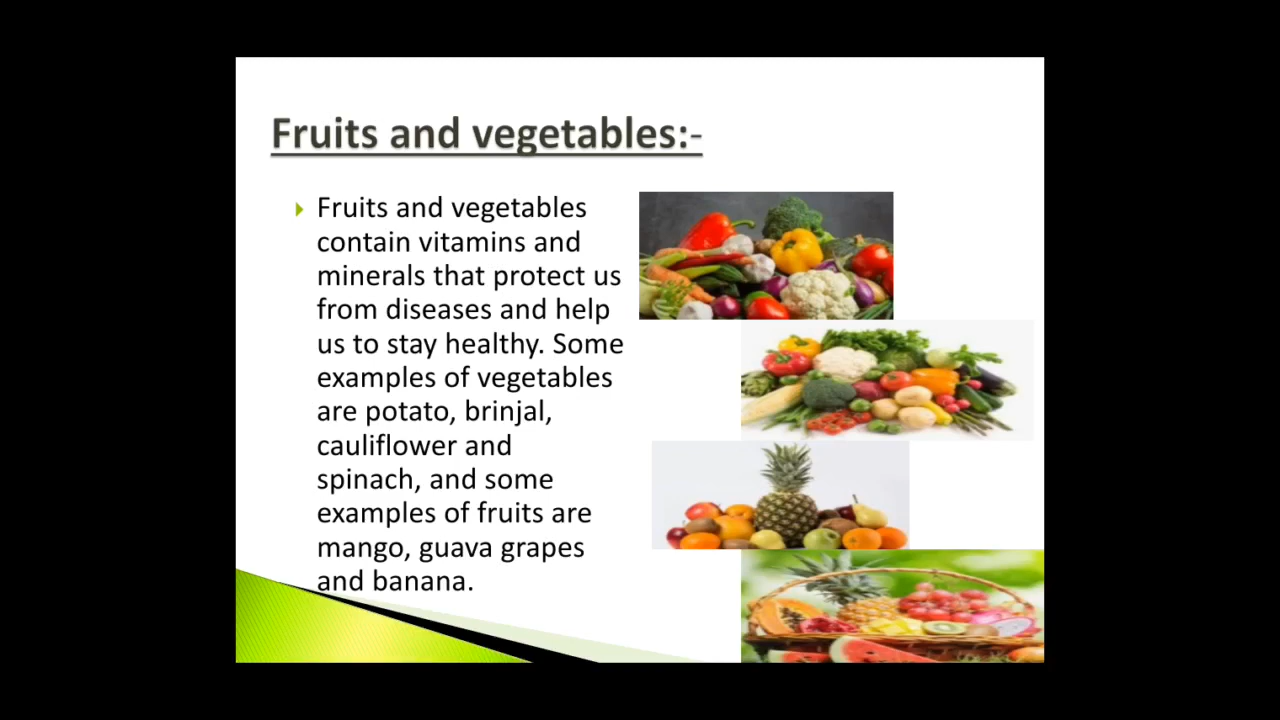 Fruits and vegetables:-
Fruits and vegetables
contain vitamins and
minerals that protect us
from diseases and help
us to stay healthy. Some
examples of vegetables
are potato, brinjal,
cauliflower and
spinach, and some
examples of fruits are
mango, guava grapes
and banana.